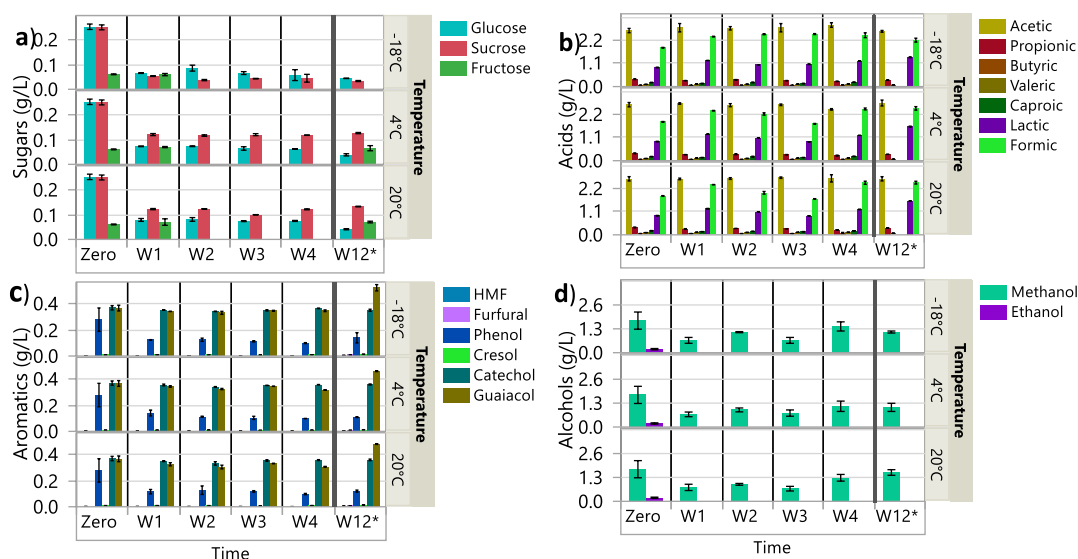 a)
Sugars (g/L)
0.2
0.1
0.0
0.2
0.1
0.0
0.2
0.1
0.0
Zero W1 W2 W3 W4 W12*
-18°C
4°C
20°C
Temperature
Glucose
Sucrose
Fructose
b)
Acids (g/L)
2.2
1.1
0.0
2.2
1.1
0.0
2.2
1.1
0.0
Zero W1 W2 W3 W4 W12*
-18°C
4°C
20°C
Temperature
Acetic
Propionic
Butyric
Valeric
Caproic
Lactic
Formic
c)
Aromatics (g/L)
0.4
0.2
0.0
0.4
0.2
0.0
0.4
0.2
0.0
Zero W1 W2 W3 W4 W12*
Time
-18°C
4°C
20°C
Temperature
HMF
Furfural
Phenol
Cresol
Catechol
Guaiacol
d)
Alcohols (g/L)
2.6
1.3
0.0
2.6
1.3
0.0
2.6
1.3
0.0
Zero W1 W2 W3 W4 W12*
Time
-18°C
4°C
20°C
Temperature
Methanol
Ethanol